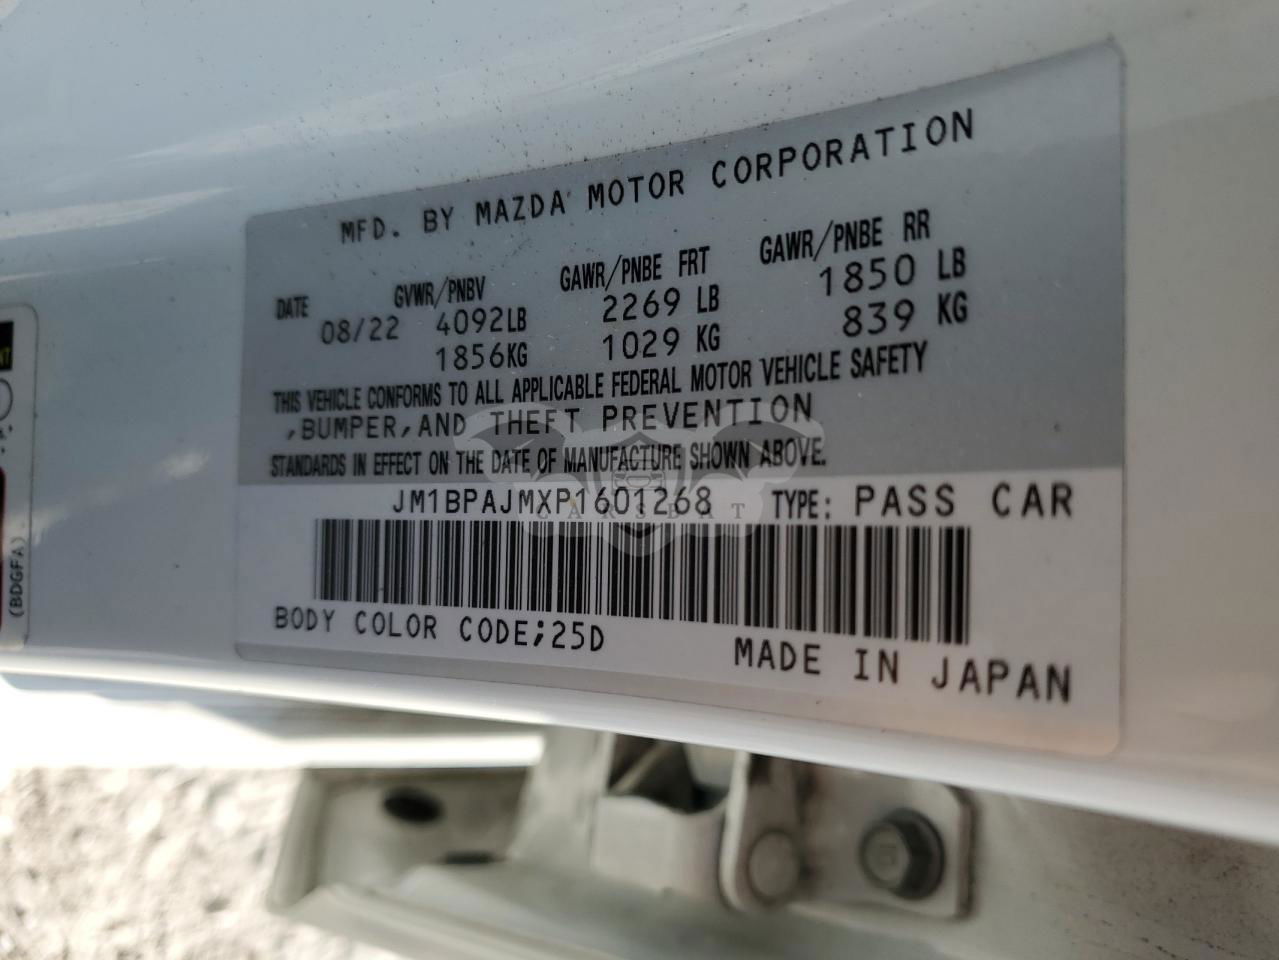 MFD. BY MAZDA MOTOR CORPORATION
DATE GVWR/PNBV GAWR/PNBE FRT GAWR/PNBE RR
08/22 4092LB 2269 LB 1850 LB
1856KG 1029 KG 839 KG
THIS VEHICLE CONFORMS TO ALL APPLICABLE FEDERAL MOTOR VEHICLE SAFETY
,BUMPER,AND THEFT PREVENTION
STANDARDS IN EFFECT ON THE DATE OF MANUFACTURE SHOWN ABOVE.
JM1BPAJMXP1601268 TYPE: PASS CAR
CARSBAT
BODY COLOR CODE;25D
MADE IN JAPAN
(BDGFA)